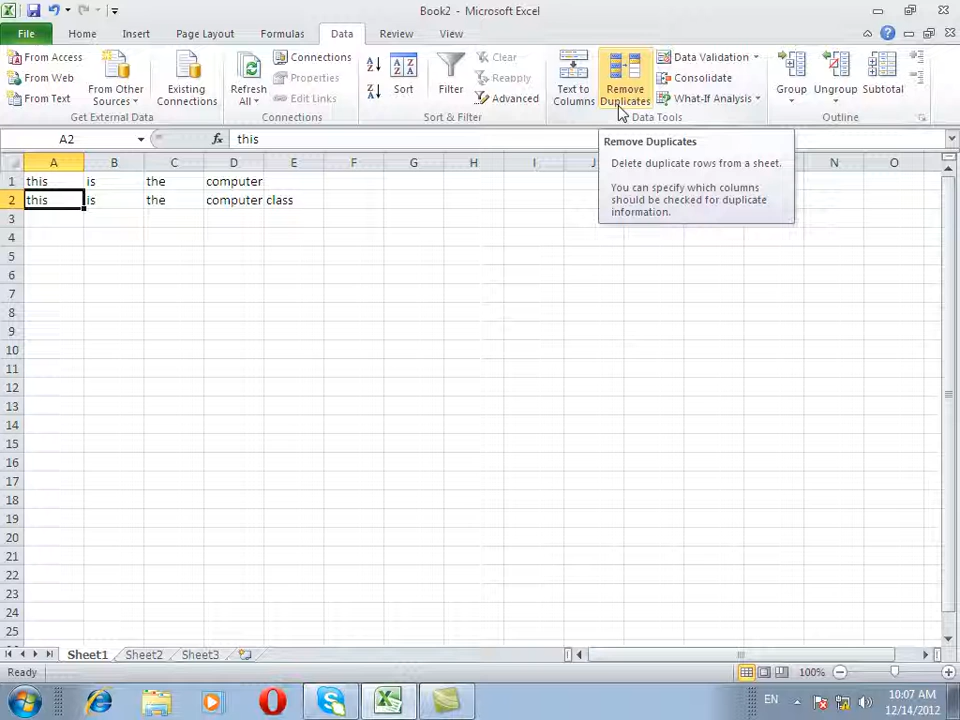 Book2 - Microsoft Excel
File Home Insert Page Layout Formulas Data Review View
From Access
From Web
From Text
From Other Sources
Existing Connections
Get External Data
Refresh All
Connections
Properties
Edit Links
Connections
Sort
Filter
Clear
Reapply
Advanced
Sort & Filter
Text to Columns
Remove Duplicates
Data Validation
Consolidate
What-If Analysis
Data Tools
Group
Ungroup
Subtotal
Outline
A2 fx this
Remove Duplicates
Delete duplicate rows from a sheet.
You can specify which columns
should be checked for duplicate
information.
A B C D E F G H I J N O
1 this is the computer
2 this is the computer class
3
4
5
6
7
8
9
10
11
12
13
14
15
16
17
18
19
20
21
22
23
24
25
Sheet1 Sheet2 Sheet3
Ready 100%
EN 10:07 AM
12/14/2012